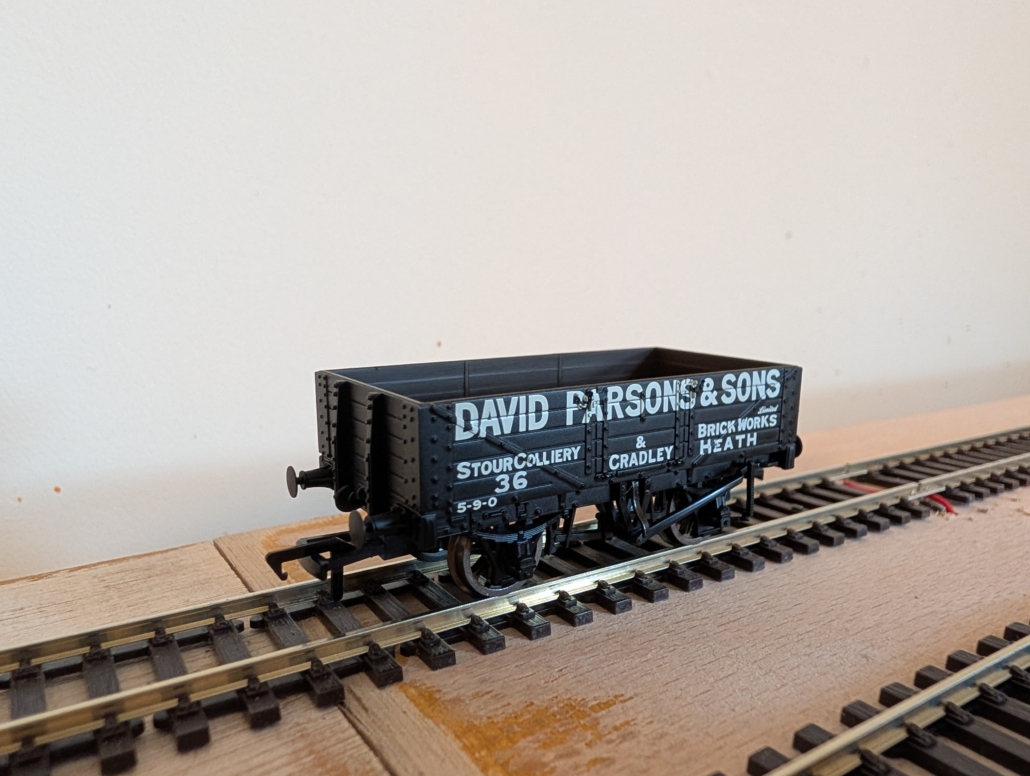 DAVID PARSONS & SONS
Limited
STOUR COLLIERY & BRICK WORKS
36 CRADLEY HEATH
5-9-0